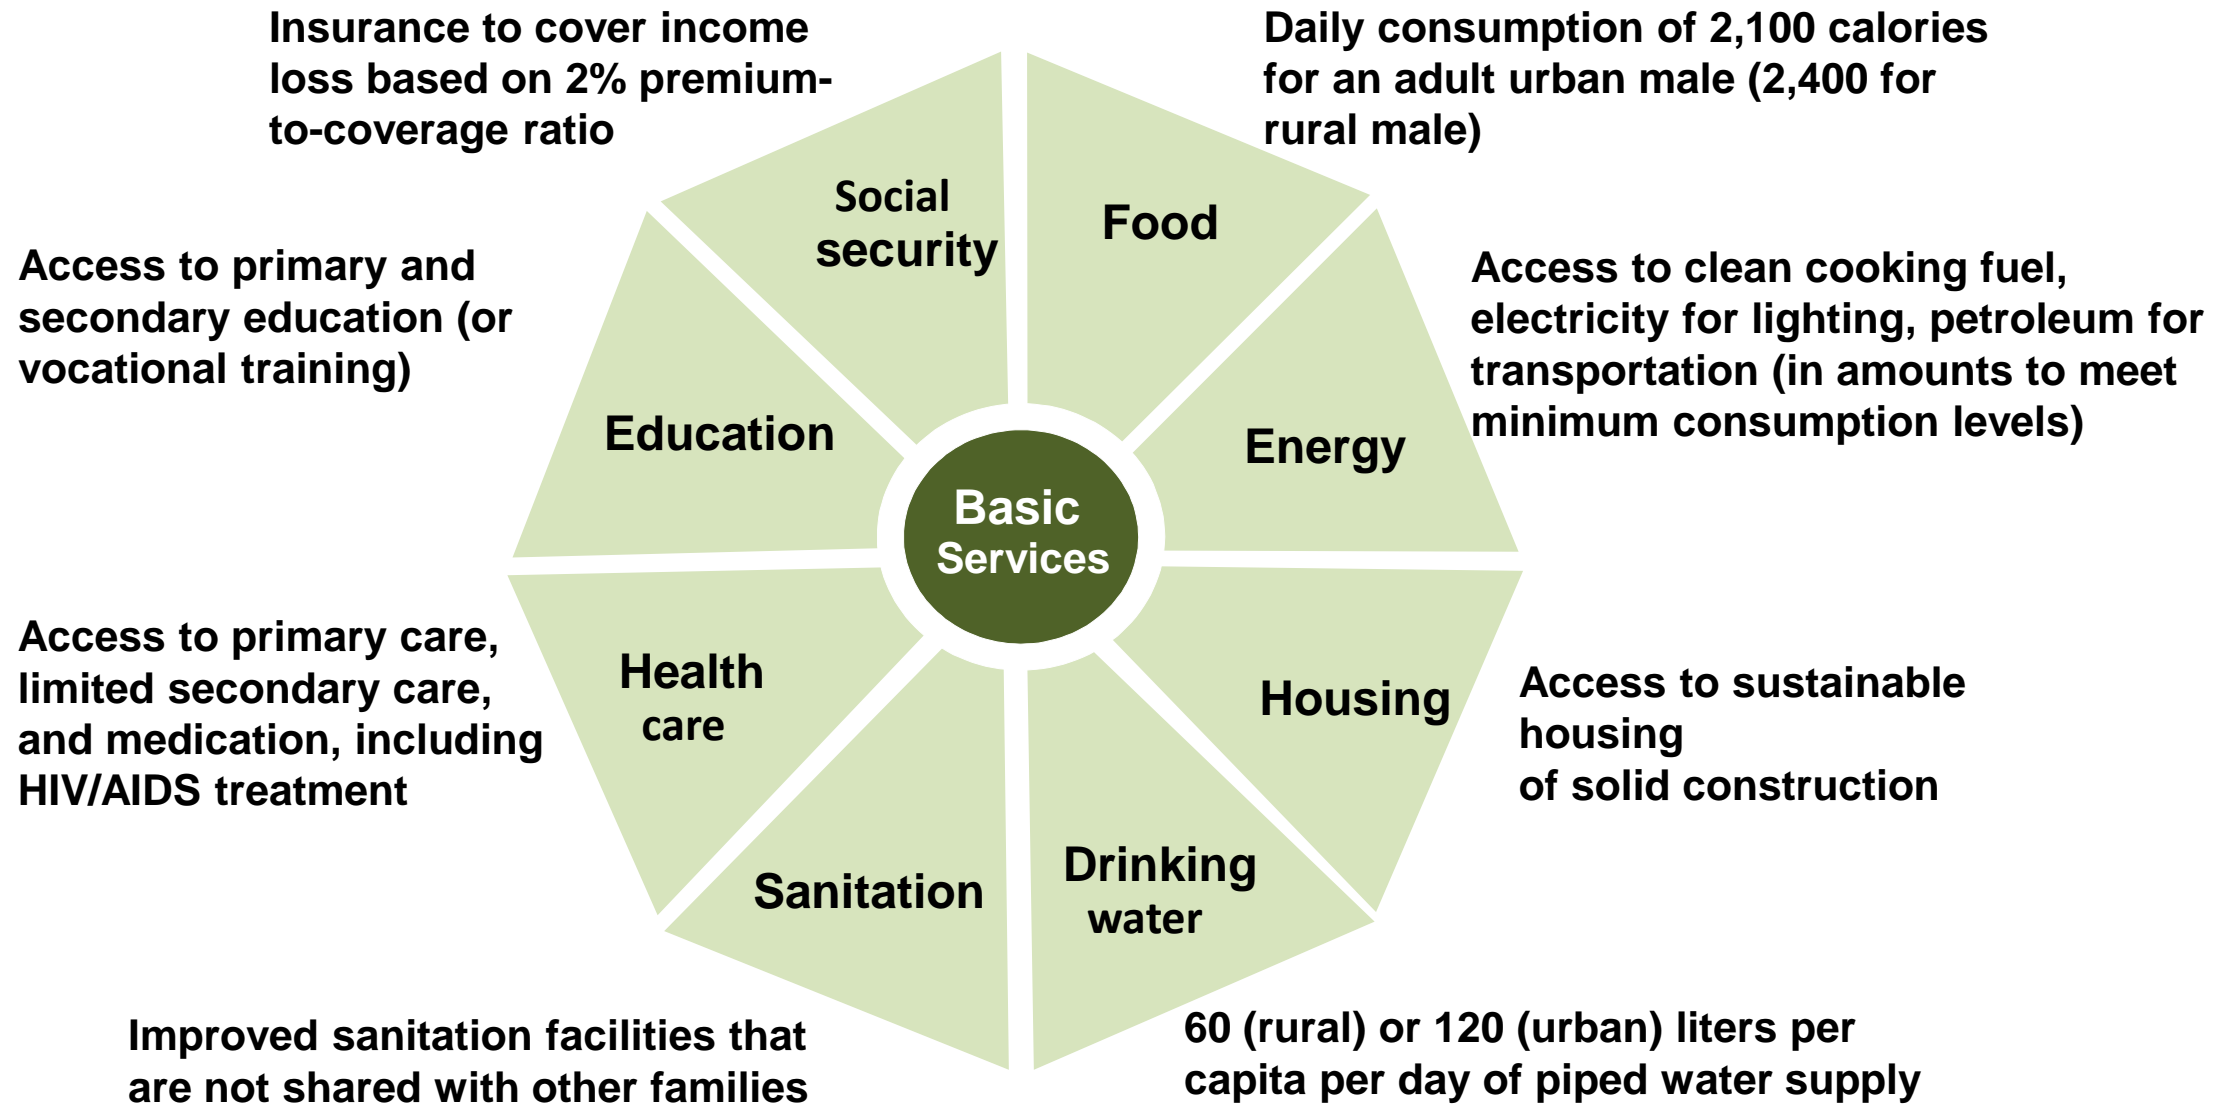 Insurance to cover income
loss based on 2% premium-
to-coverage ratio
Daily consumption of 2,100 calories
for an adult urban male (2,400 for
rural male)
Social
security
Food
Access to primary and
secondary education (or
vocational training)
Access to clean cooking fuel,
electricity for lighting, petroleum for
transportation (in amounts to meet
minimum consumption levels)
Education
Energy
Basic
Services
Access to primary care,
limited secondary care,
and medication, including
HIV/AIDS treatment
Health
care
Housing
Access to sustainable
housing
of solid construction
Sanitation
Drinking
water
Improved sanitation facilities that
are not shared with other families
60 (rural) or 120 (urban) liters per
capita per day of piped water supply